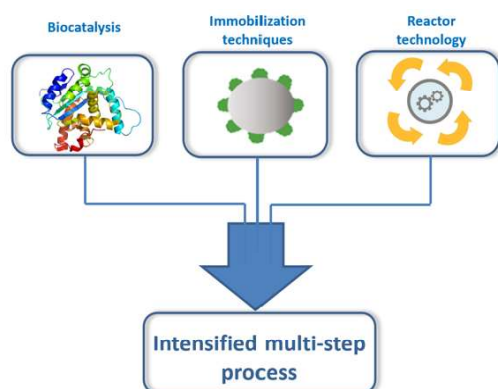 Biocatalysis
Immobilization
techniques
Reactor
technology
Intensified multi-step
process